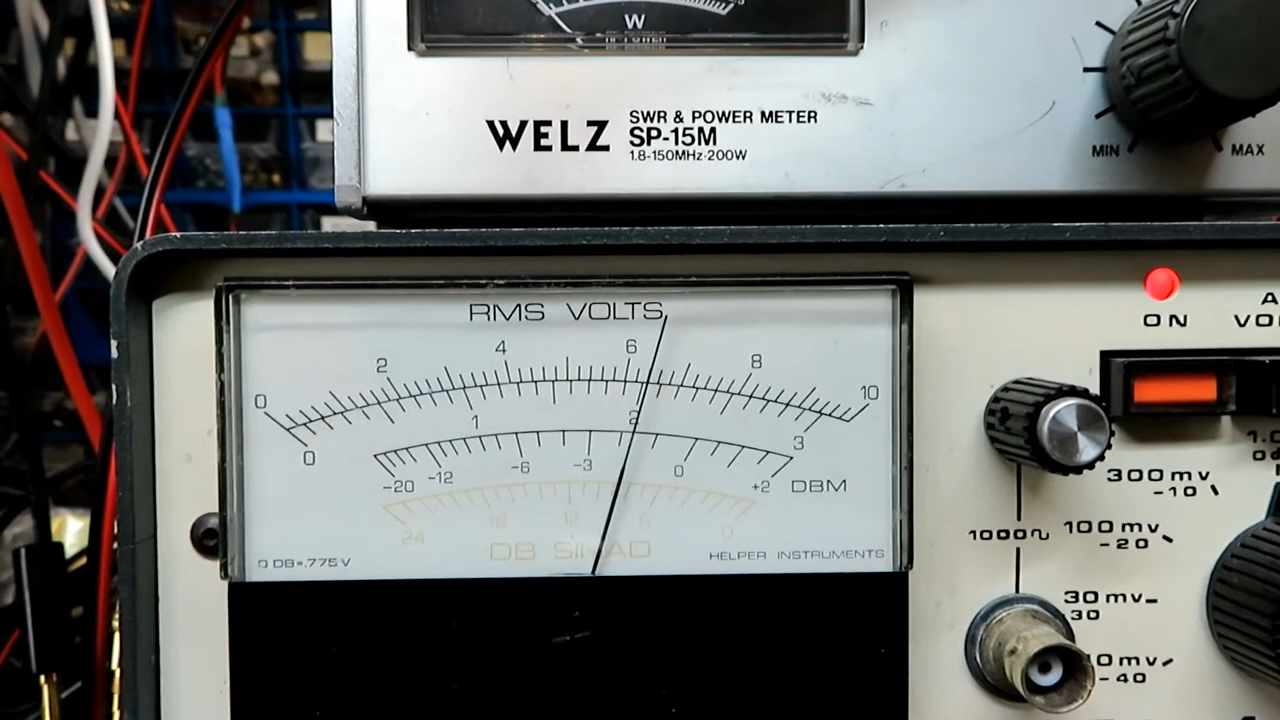 W
WELZ
SWR & POWER METER
SP-15M
1.8-150MHz·200W
MIN
MAX
RMS VOLTS
0 2 4 6 8 10
0 1 2 3
-20 -12 -6 -3 0 +2 DBM
24 18 12 6 0
DB SINAD
0 DB=.775V
HELPER INSTRUMENTS
ON
300mv
-10
1000∿
100mv
-20
30mv
30
0mv
-40